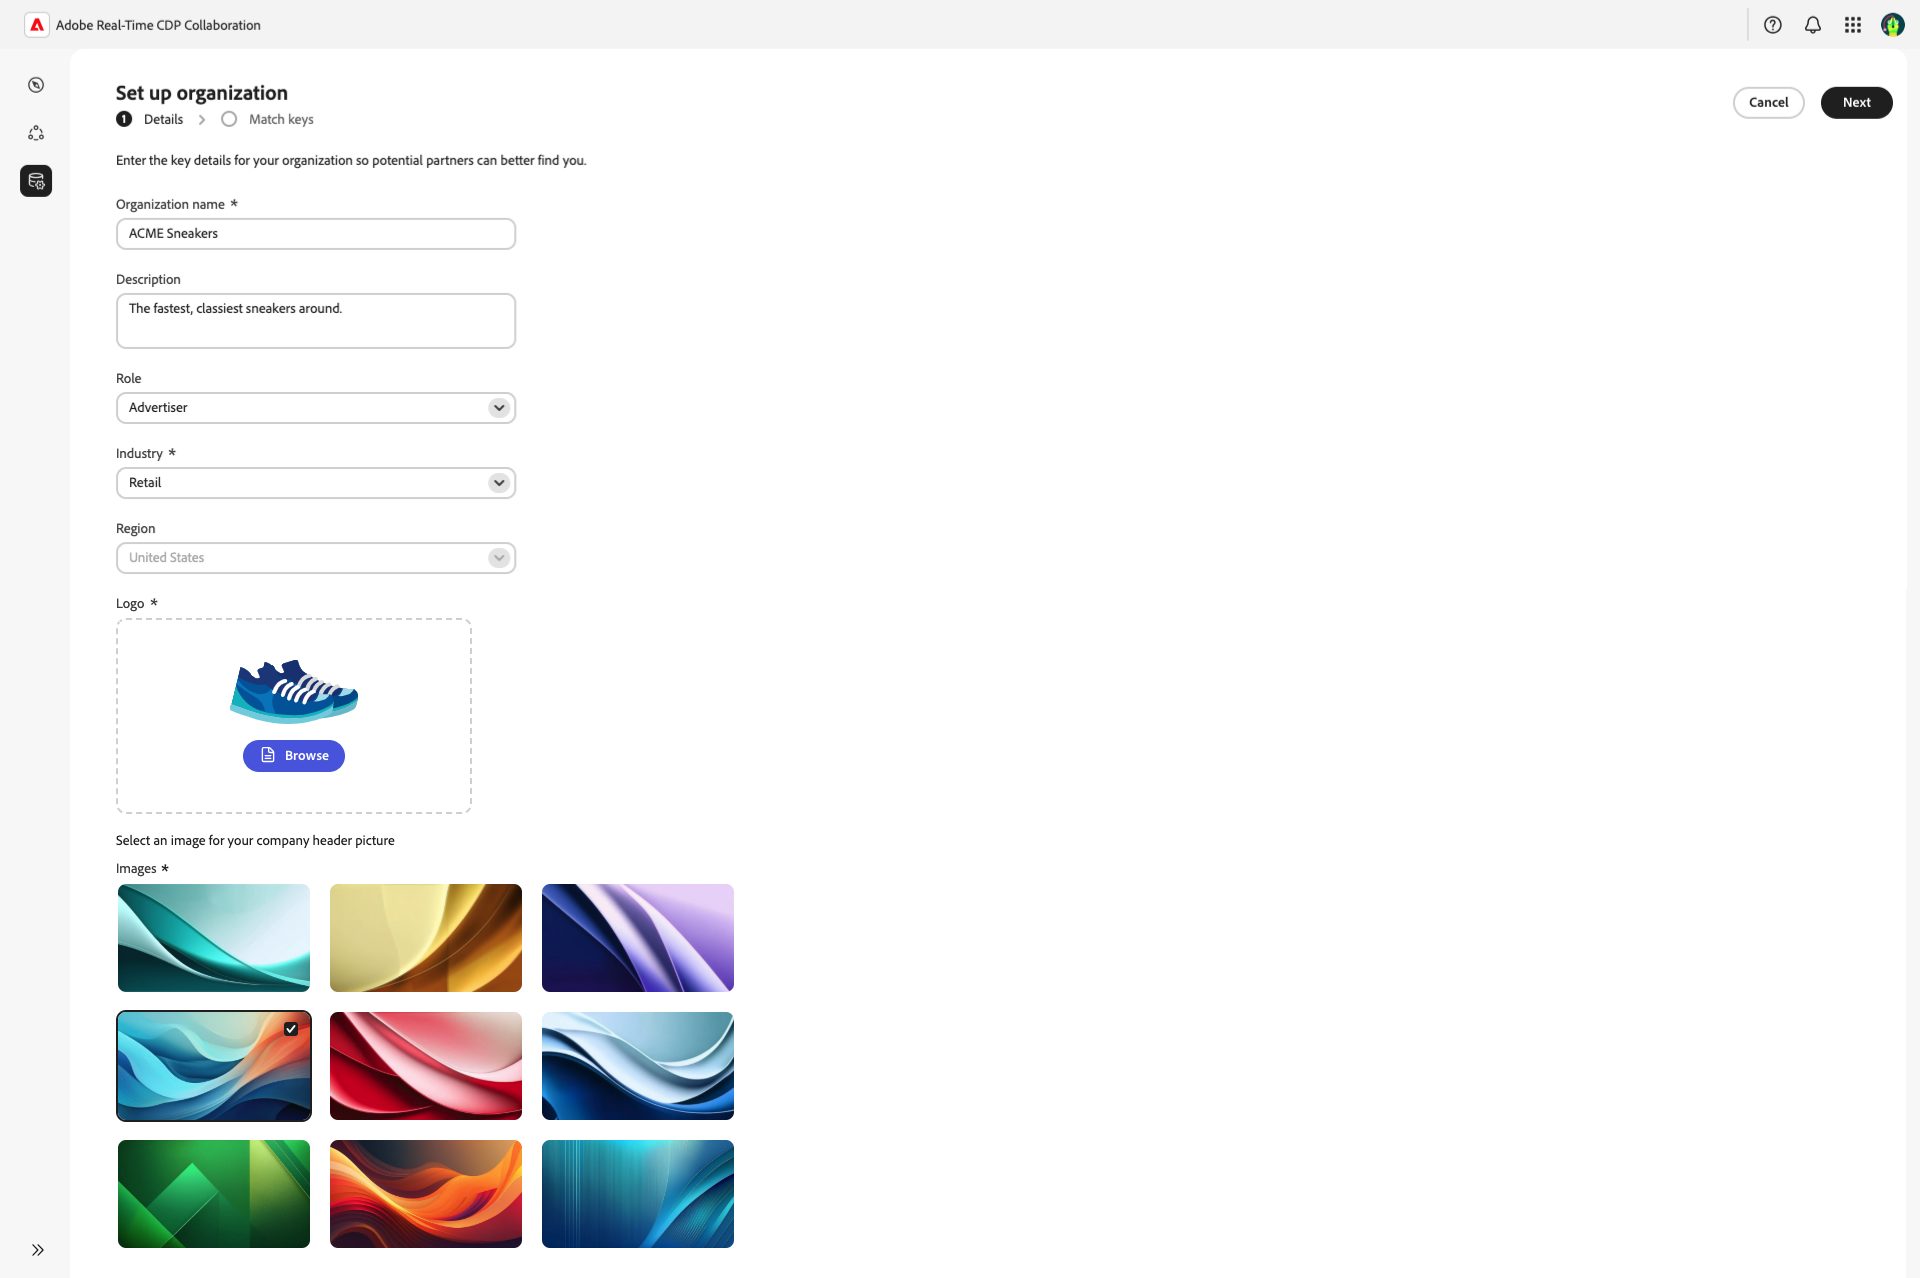 Adobe Real-Time CDP Collaboration
Set up organization
Cancel
Next
1 Details
Match keys
Enter the key details for your organization so potential partners can better find you.
Organization name *
ACME Sneakers
Description
The fastest, classiest sneakers around.
Role
Advertiser
Industry *
Retail
Region
United States
Logo *
Browse
Select an image for your company header picture
Images *